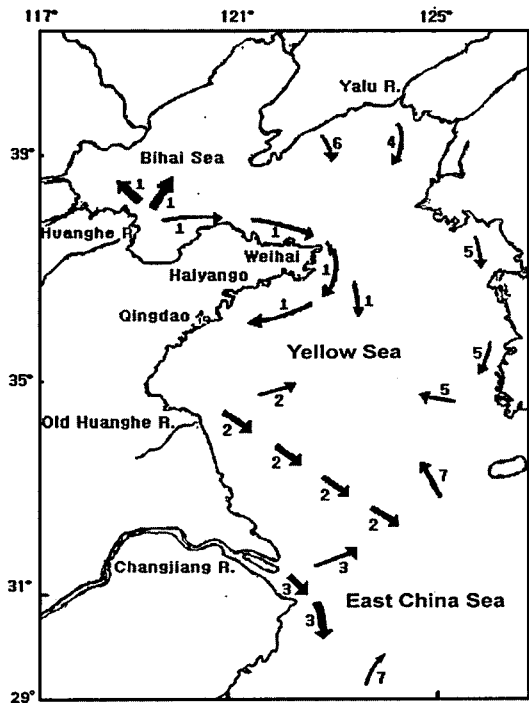 117° 121° 125°
Yalu R.
6 4
39°
Bihai Sea
1
1
1 1
Huanghe R
Weihai
5
Haiyango
1
1 1
Qingdao
Yellow Sea
5
35°
2 5
Old Huanghe R.
2
2
7
2
2
Changjiang R.
3
3
31°
East China Sea
3
7
29°